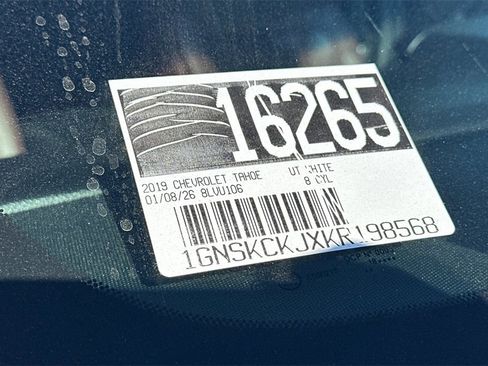 16265
2019 CHEVROLET TAHOE UT WHITE
01/08/26 8LVU106 8 CYL
1GNSKCKJXKR198568